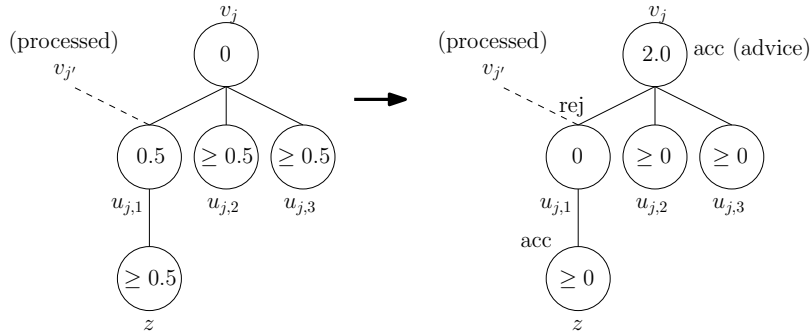 v_j
(processed)
0
v_{j'}
0.5
≥ 0.5
≥ 0.5
u_{j,1}
u_{j,2}
u_{j,3}
≥ 0.5
z
v_j
(processed)
2.0
acc (advice)
v_{j'}
rej
0
≥ 0
≥ 0
u_{j,1}
u_{j,2}
u_{j,3}
acc
≥ 0
z